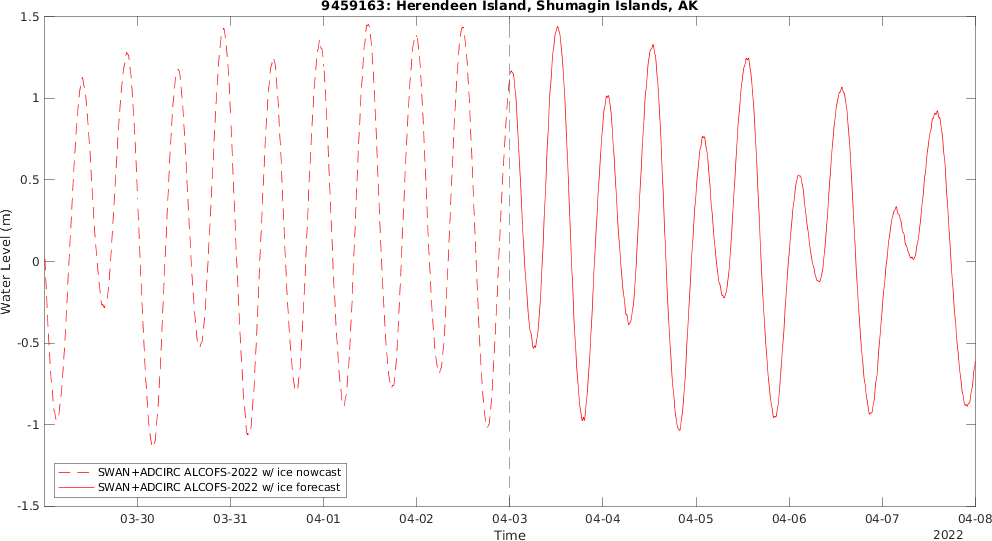 9459163: Herendeen Island, Shumagin Islands, AK
Water Level (m)
1.5
1
0.5
0
-0.5
-1
-1.5
SWAN+ADCIRC ALCOFS-2022 w/ ice nowcast
SWAN+ADCIRC ALCOFS-2022 w/ ice forecast
03-30 03-31 04-01 04-02 04-03 04-04 04-05 04-06 04-07 04-08
Time
2022